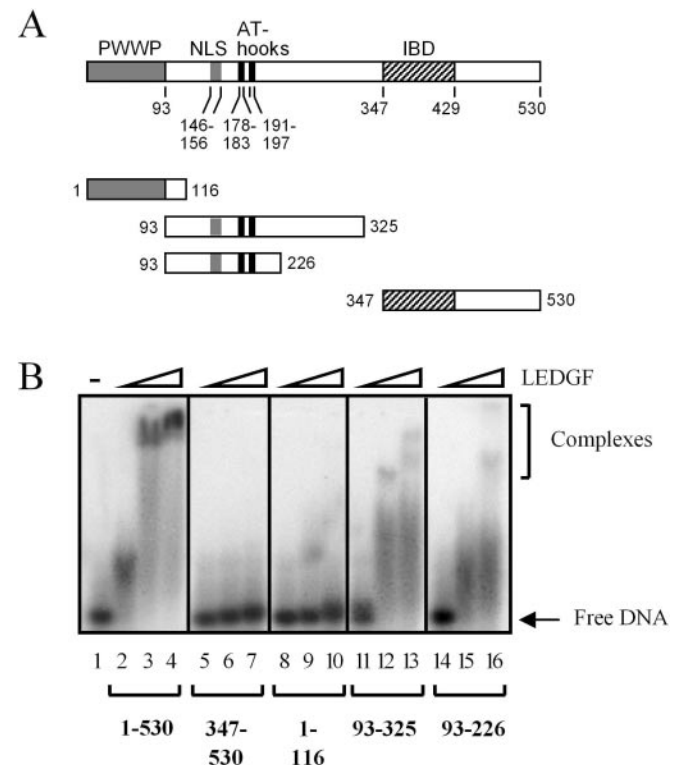 A
AT-
PWWP NLS hooks IBD
93 347 429 530
146- 178- 191-
156 183 197
1 116
93 325
93 226
347 530
B
- LEDGF
Complexes
Free DNA
1 2 3 4 5 6 7 8 9 10 11 12 13 14 15 16
1-530 347- 1- 93-325 93-226
530 116